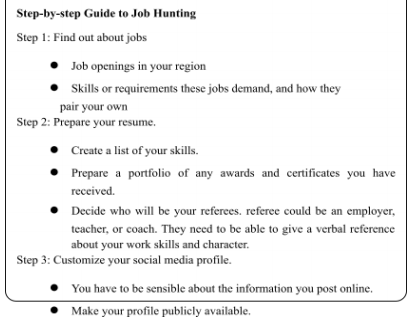 Step-by-step Guide to Job Hunting
Step 1: Find out about jobs
● Job openings in your region
● Skills or requirements these jobs demand, and how they
pair your own
Step 2: Prepare your resume.
● Create a list of your skills.
● Prepare a portfolio of any awards and certificates you have
received.
● Decide who will be your referees. referee could be an employer,
teacher, or coach. They need to be able to give a verbal reference
about your work skills and character.
Step 3: Customize your social media profile.
● You have to be sensible about the information you post online.
● Make your profile publicly available.